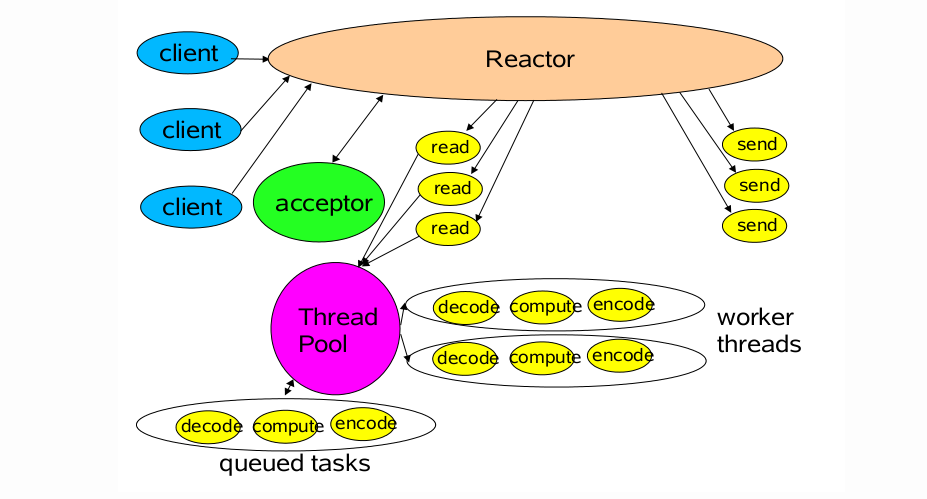 client
Reactor
client
read
send
client
acceptor
read
send
read
send
Thread
Pool
decode compute encode
worker
threads
decode compute encode
decode compute encode
queued tasks